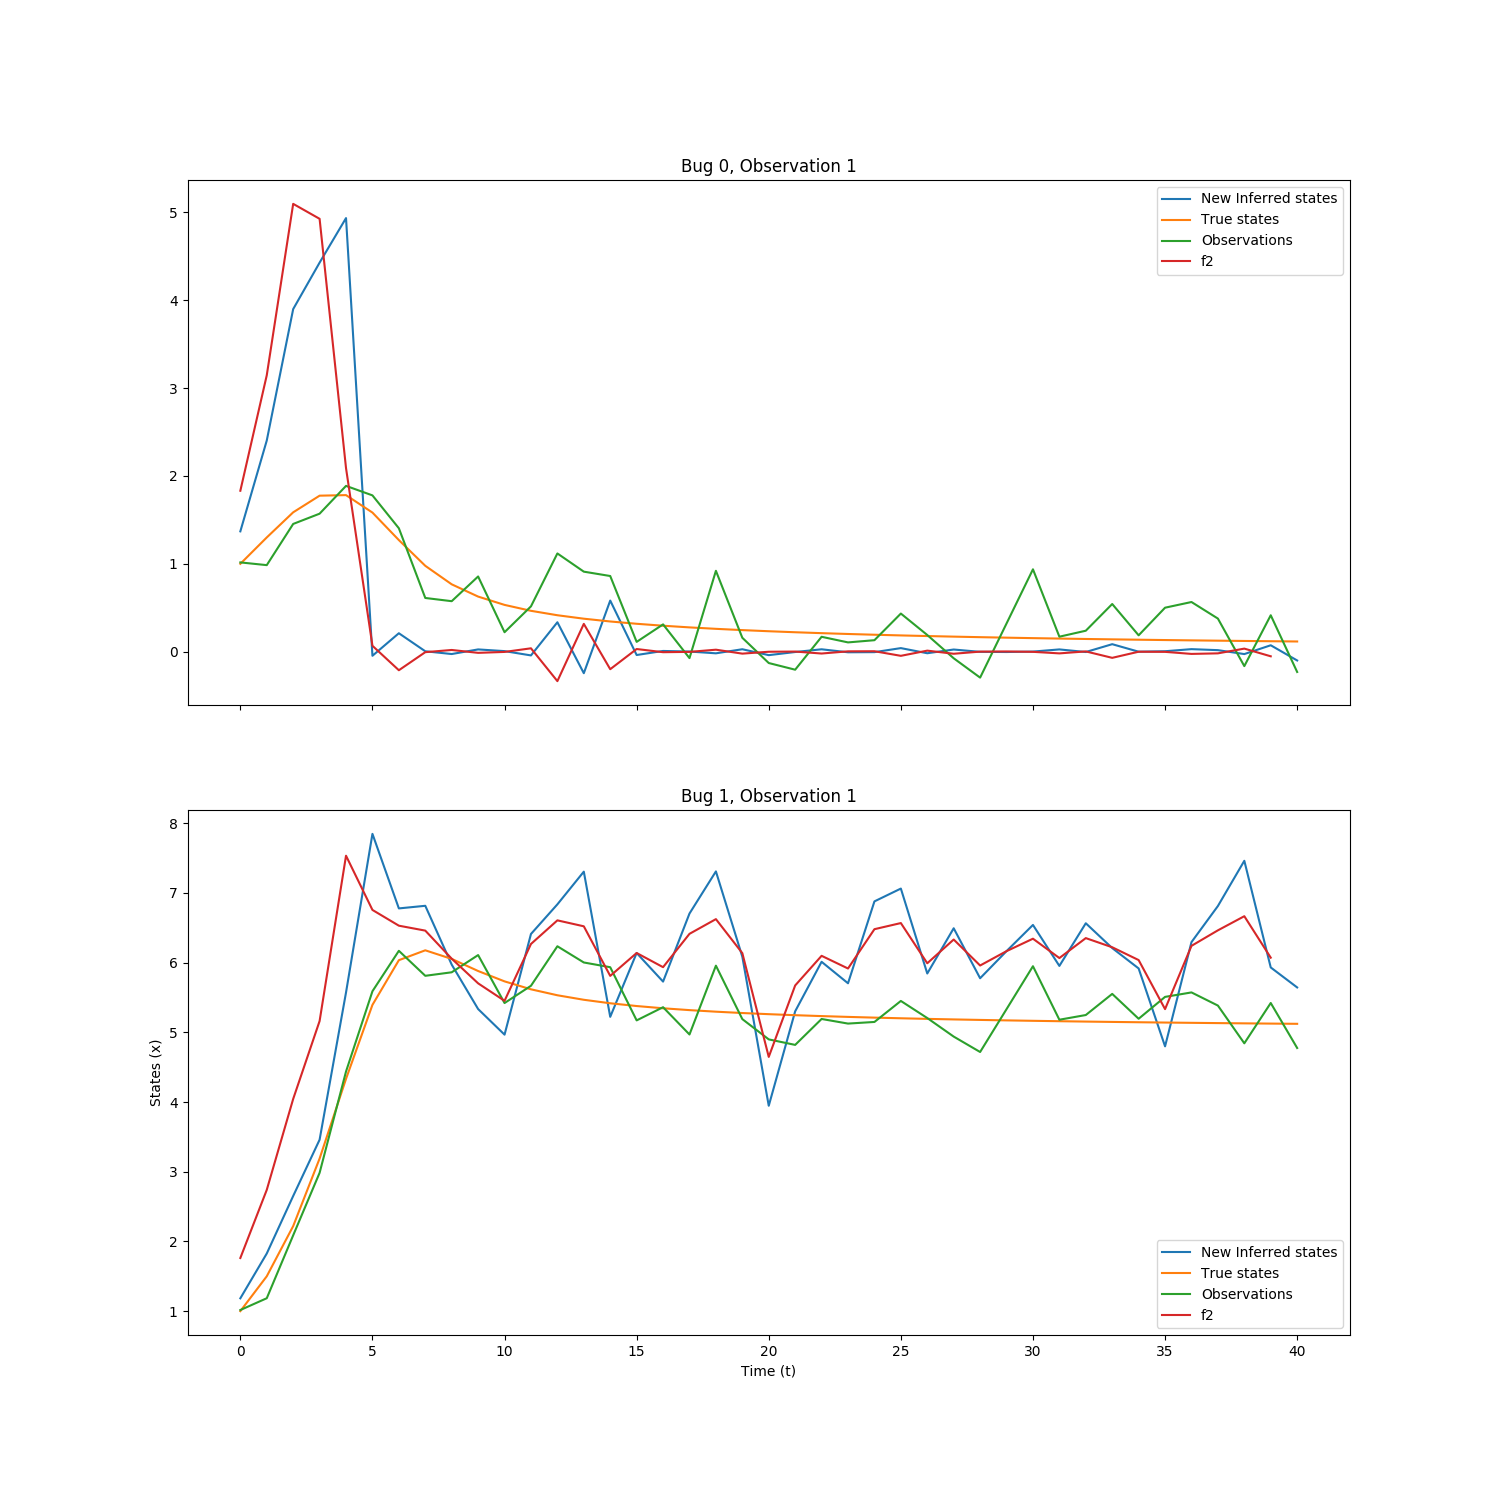 Bug 0, Observation 1
5
4
3
2
1
0
New Inferred states
True states
Observations
f2
Bug 1, Observation 1
States (x)
8
7
6
5
4
3
2
1
New Inferred states
True states
Observations
f2
0 5 10 15 20 25 30 35 40
Time (t)